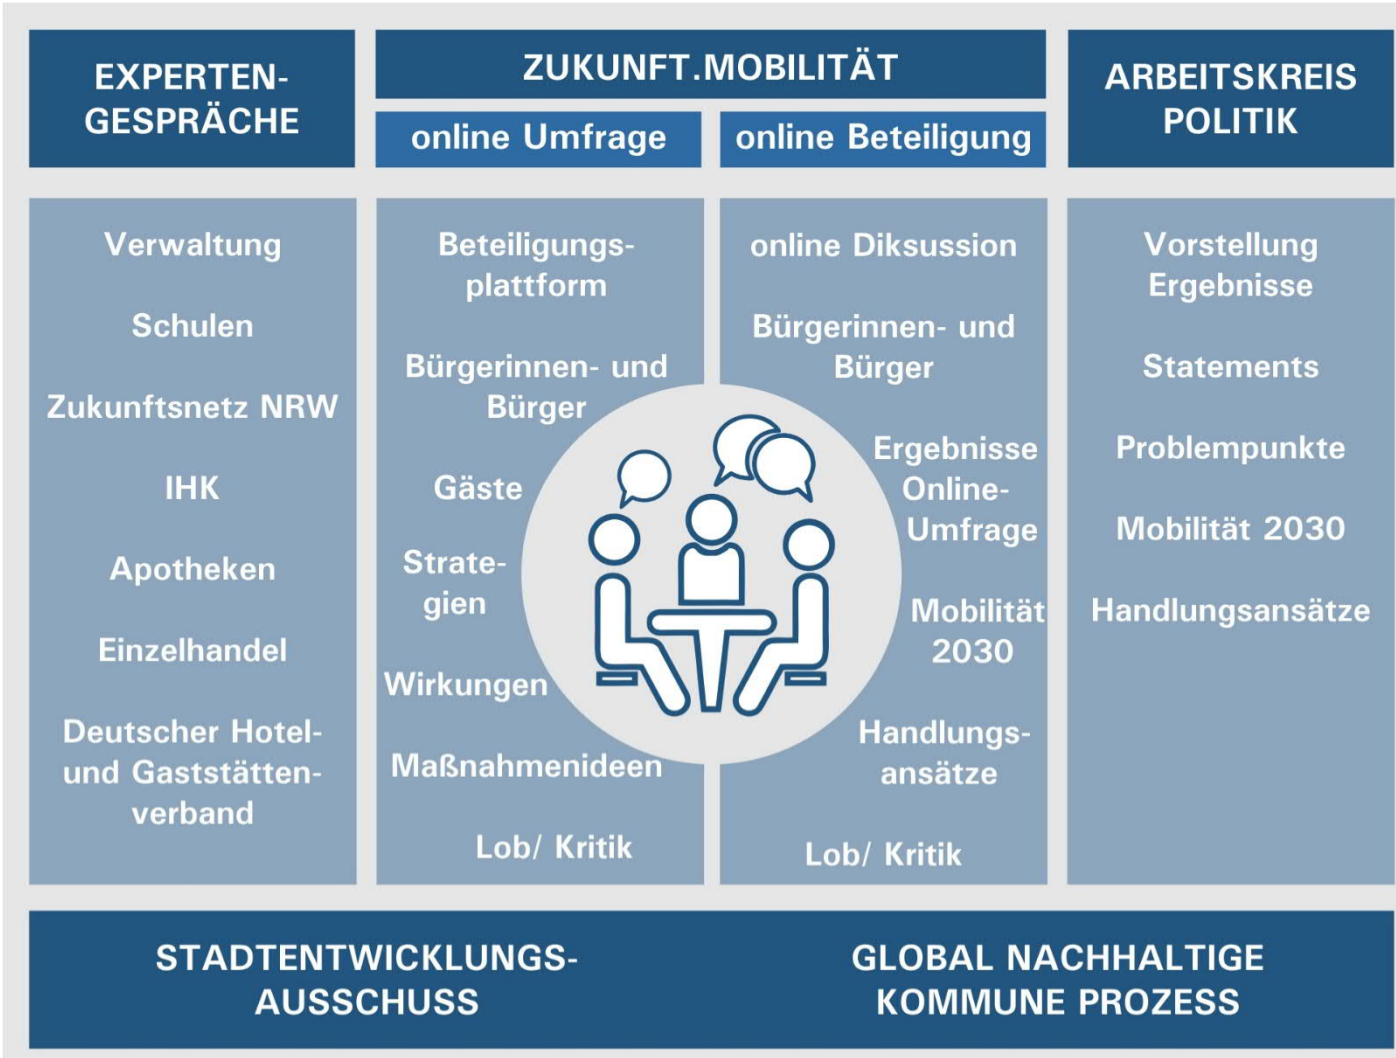 EXPERTEN-
GESPRÄCHE
Verwaltung
Schulen
Zukunftsnetz NRW
IHK
Apotheken
Einzelhandel
Deutscher Hotel-
und Gaststätten-
verband
ZUKUNFT.MOBILITÄT
online Umfrage
Beteiligungs-
plattform
Bürgerinnen- und
Bürger
Gäste
Strate-
gien
Wirkungen
Maßnahmenideen
Lob/ Kritik
online Beteiligung
online Diksussion
Bürgerinnen- und
Bürger
Ergebnisse
Online-
Umfrage
Mobilität
2030
Handlungs-
ansätze
Lob/ Kritik
ARBEITSKREIS
POLITIK
Vorstellung
Ergebnisse
Statements
Problempunkte
Mobilität 2030
Handlungsansätze
STADTENTWICKLUNGS-
AUSSCHUSS
GLOBAL NACHHALTIGE
KOMMUNE PROZESS